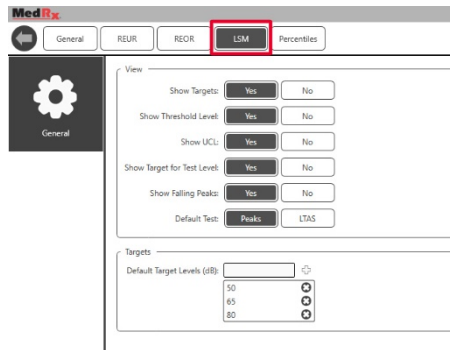 MedRx
General REUR REOR LSM Percentiles
General
View
Show Targets: Yes No
Show Threshold Level: Yes No
Show UCL: Yes No
Show Target for Test Level: Yes No
Show Falling Peaks: Yes No
Default Test: Peaks LTAS
Targets
Default Target Levels (dB):
50
65
80